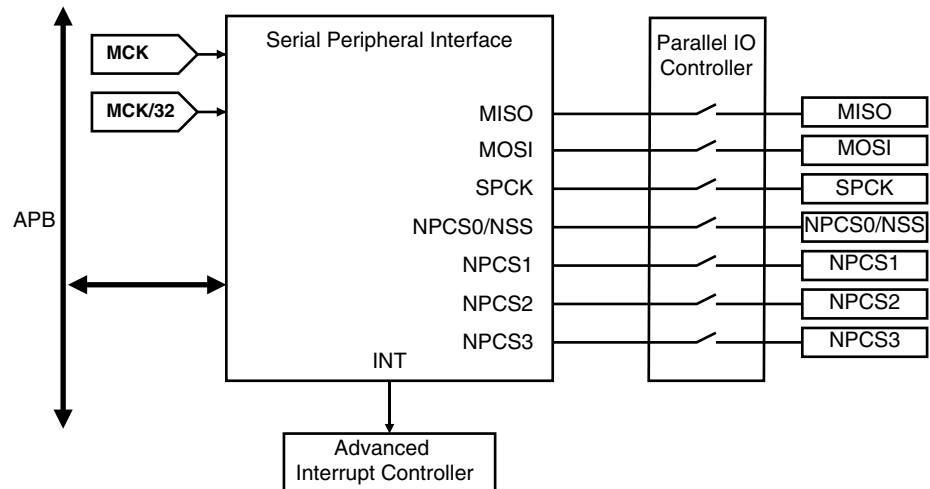 Serial Peripheral Interface
Parallel IO
Controller
MCK
MCK/32
APB
MISO
MOSI
SPCK
NPCS0/NSS
NPCS1
NPCS2
NPCS3
INT
MISO
MOSI
SPCK
NPCS0/NSS
NPCS1
NPCS2
NPCS3
Advanced
Interrupt Controller